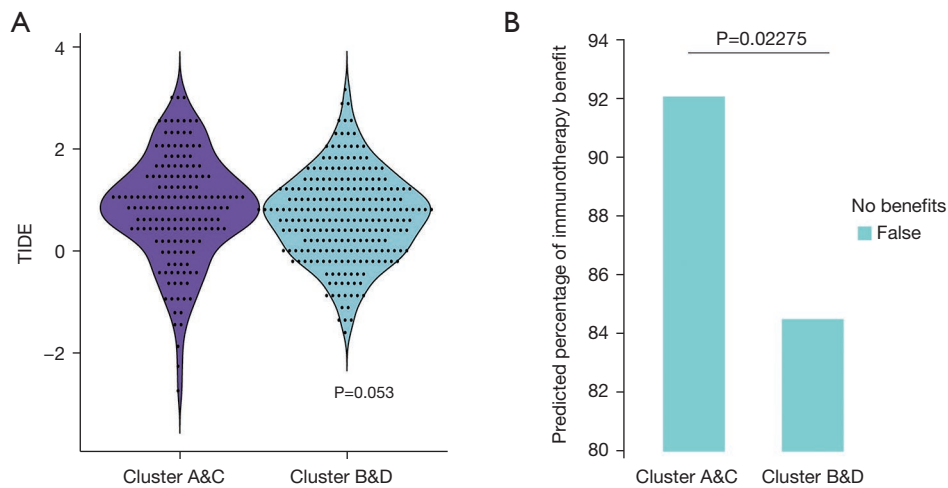 A
TIDE
4
2
0
−2
P=0.053
Cluster A&C
Cluster B&D
B
Predicted percentage of immunotherapy benefit
94
92
90
88
86
84
82
80
P=0.02275
No benefits
False
Cluster A&C
Cluster B&D